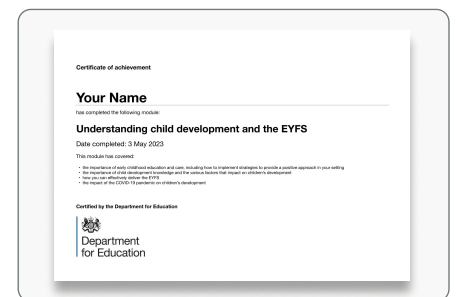 Certificate of achievement
Your Name
has completed the following module:
Understanding child development and the EYFS
Date completed: 3 May 2023
This module has covered:
• the importance of early childhood education and care, including how to implement strategies to provide a positive approach in your setting
• the importance of child development knowledge and the various factors that impact on children's development
• how you can effectively deliver the EYFS
• the impact of the COVID-19 pandemic on children's development
Certified by the Department for Education
Department
for Education